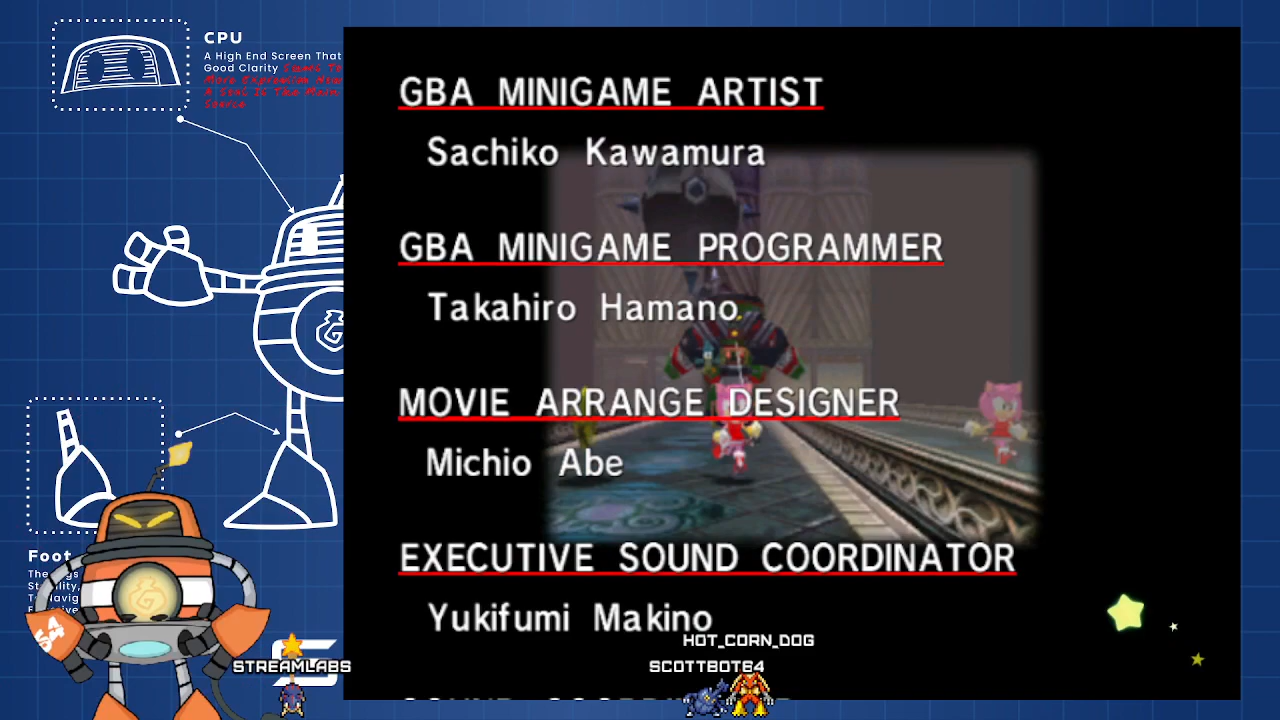 CPU
A High End Screen That
Good Clarity
GBA MINIGAME ARTIST
Sachiko Kawamura
GBA MINIGAME PROGRAMMER
Takahiro Hamano
MOVIE ARRANGE DESIGNER
Michio Abe
EXECUTIVE SOUND COORDINATOR
Yukifumi Makino
Foot
54
HOT_CORN_DOG
STREAMLABS
SCOTTBOT64